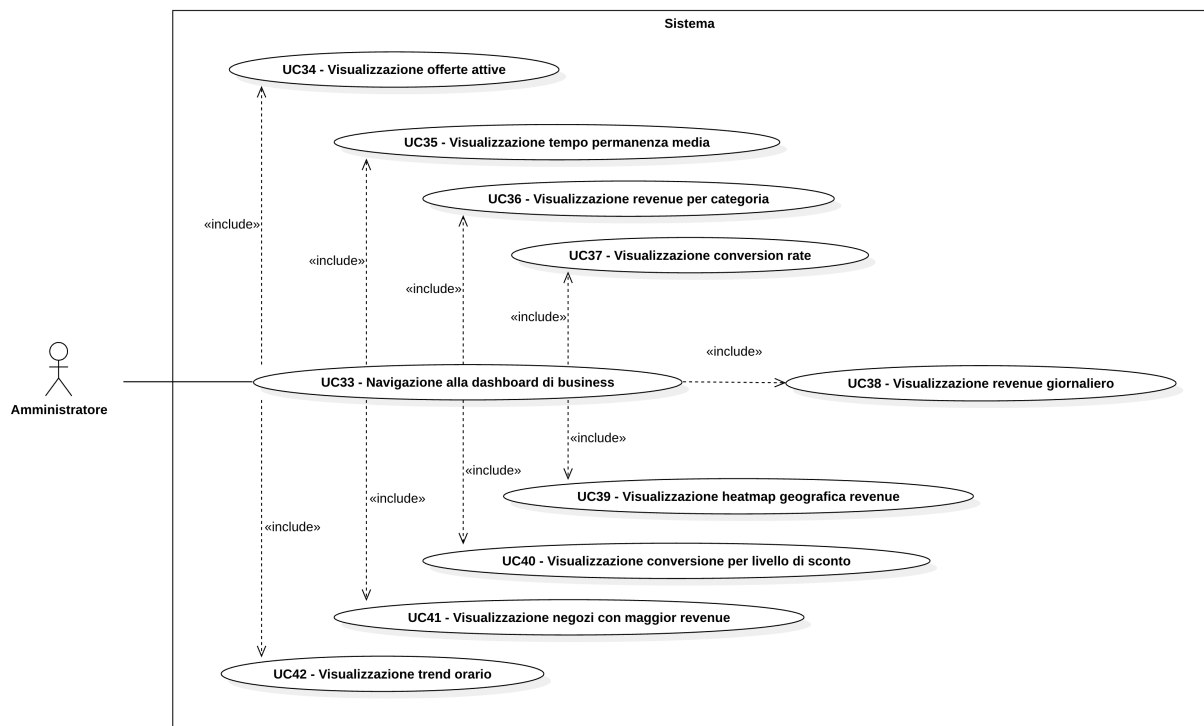 Sistema
UC34 - Visualizzazione offerte attive
UC35 - Visualizzazione tempo permanenza media
UC36 - Visualizzazione revenue per categoria
«include»
UC37 - Visualizzazione conversion rate
«include»
«include»
«include»
«include»
UC33 - Navigazione alla dashboard di business
UC38 - Visualizzazione revenue giornaliero
Amministratore
«include»
«include»
UC39 - Visualizzazione heatmap geografica revenue
«include»
«include»
UC40 - Visualizzazione conversione per livello di sconto
UC41 - Visualizzazione negozi con maggior revenue
UC42 - Visualizzazione trend orario